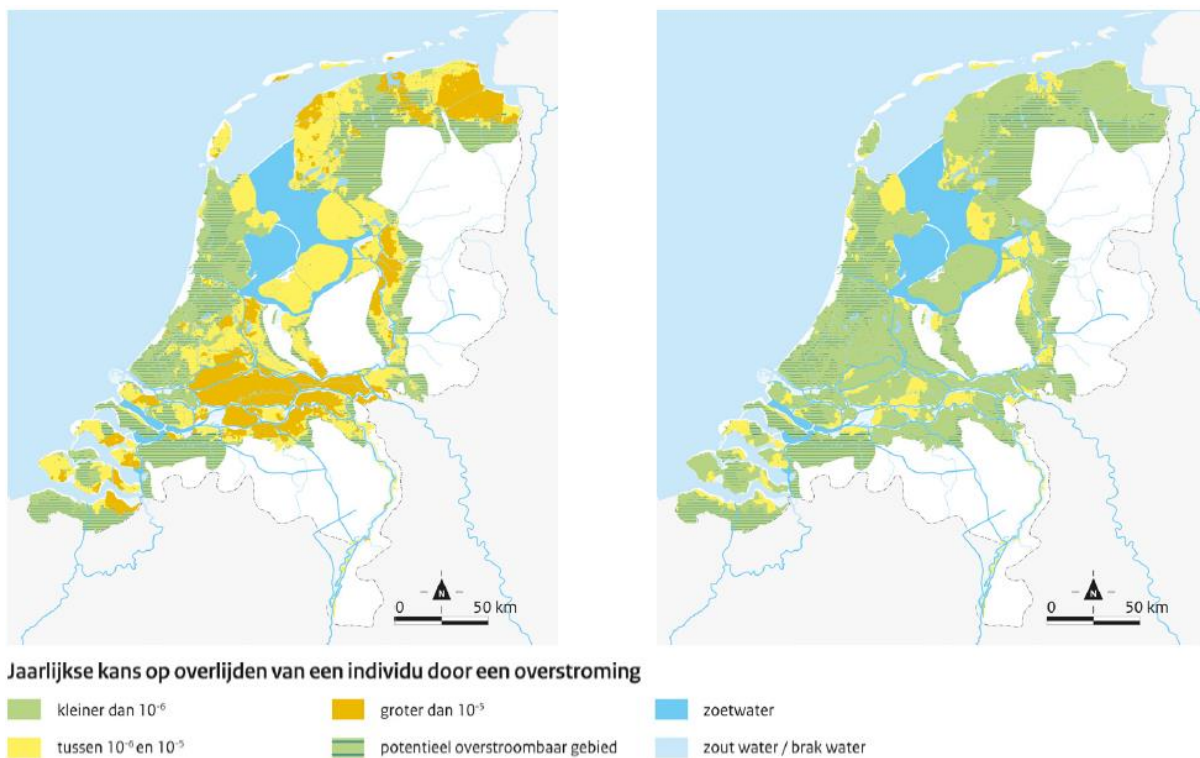 N
0 50 km
N
0 50 km
Jaarlijkse kans op overlijden van een individu door een overstroming
kleiner dan 10⁻⁶
groter dan 10⁻⁵
zoetwater
tussen 10⁻⁶ en 10⁻⁵
potentieel overstroombaar gebied
zout water / brak water